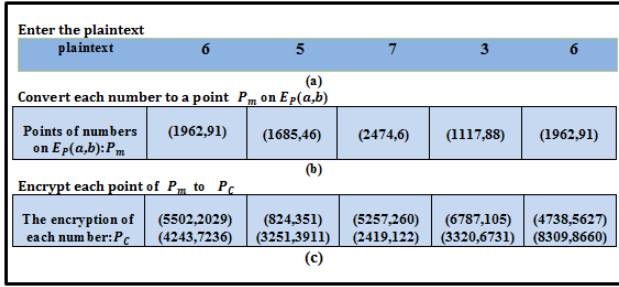 Enter the plaintext
plaintext 6 5 7 3 6
(a)
Convert each number to a point Pm on EP(a,b)
Points of numbers
on EP(a,b):Pm
(1962,91) (1685,46) (2474,6) (1117,88) (1962,91)
(b)
Encrypt each point of Pm to PC
The encryption of (5502,2029) (824,351) (5257,260) (6787,105) (4738,5627)
each number:PC (4243,7236) (3251,3911) (2419,122) (3320,6731) (8309,8660)
(c)